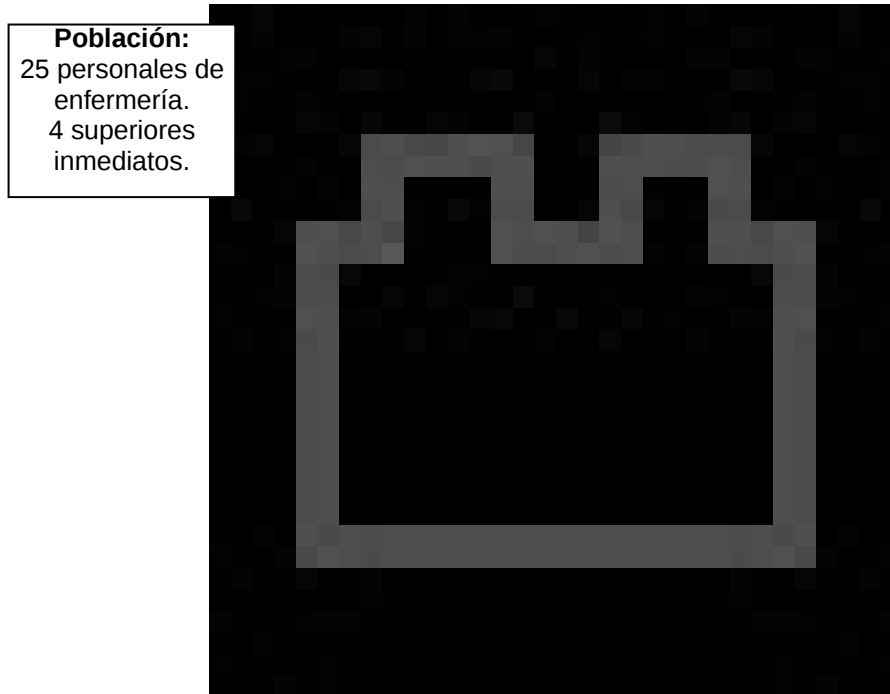 Población:
25 personales de
enfermería.
4 superiores
inmediatos.